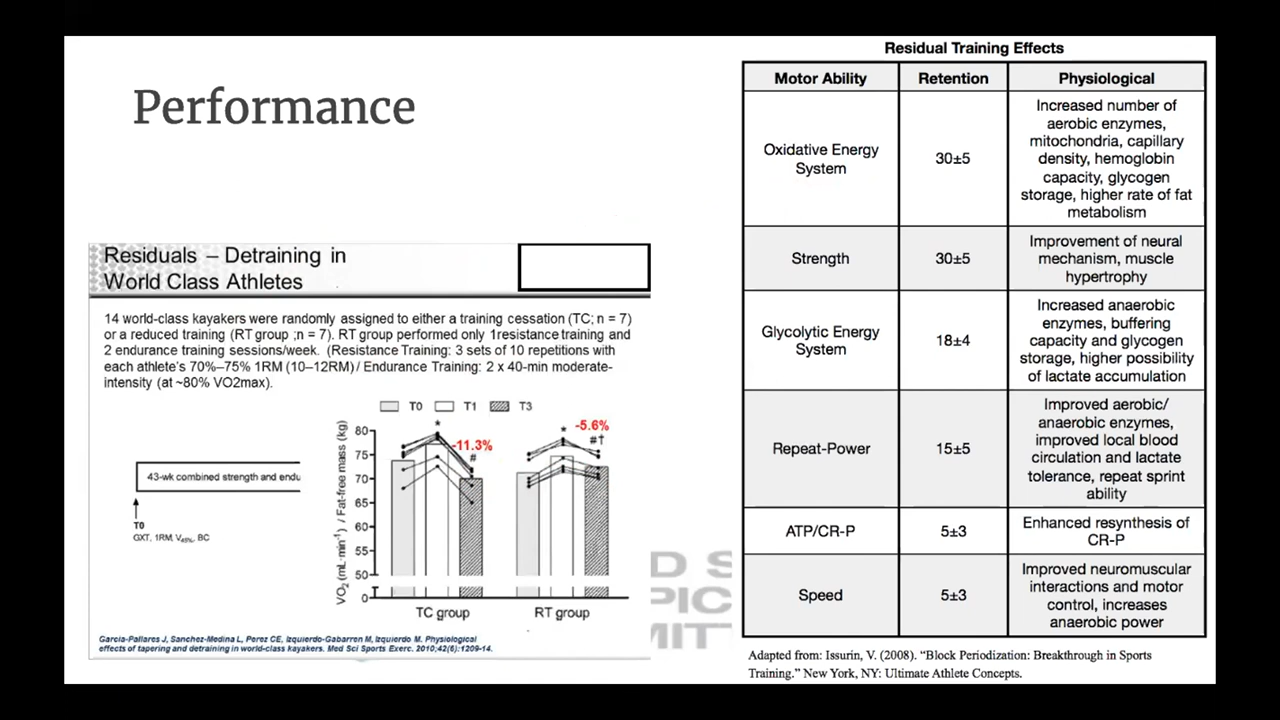 Performance
Residuals – Detraining in
World Class Athletes
14 world-class kayakers were randomly assigned to either a training cessation (TC; n = 7)
or a reduced training (RT group ;n = 7). RT group performed only 1resistance training and
2 endurance training sessions/week. (Resistance Training: 3 sets of 10 repetitions with
each athlete's 70%–75% 1RM (10–12RM) / Endurance Training: 2 x 40-min moderate-
intensity (at ~80% VO2max).
43-wk combined strength and endu
T0
GXT, 1RM, V45%, BC
T0 T1 T3
VO2 (mL·min-1) / Fat-free mass (kg)
80
75
70
65
60
55
50
0
*
-11.3%
#
*
-5.6%
#†
TC group
RT group
Garcia-Pallares J, Sanchez-Medina L, Perez CE, Izquierdo-Gabarren M, Izquierdo M. Physiological
effects of tapering and detraining in world-class kayakers. Med Sci Sports Exerc. 2010;42(6):1209-14.
D S
PIC
MITT
Residual Training Effects
Motor Ability Retention Physiological
Oxidative Energy
System
30±5
Increased number of
aerobic enzymes,
mitochondria, capillary
density, hemoglobin
capacity, glycogen
storage, higher rate of fat
metabolism
Strength
30±5
Improvement of neural
mechanism, muscle
hypertrophy
Glycolytic Energy
System
18±4
Increased anaerobic
enzymes, buffering
capacity and glycogen
storage, higher possibility
of lactate accumulation
Repeat-Power
15±5
Improved aerobic/
anaerobic enzymes,
improved local blood
circulation and lactate
tolerance, repeat sprint
ability
ATP/CR-P
5±3
Enhanced resynthesis of
CR-P
Speed
5±3
Improved neuromuscular
interactions and motor
control, increases
anaerobic power
Adapted from: Issurin, V. (2008). “Block Periodization: Breakthrough in Sports
Training.” New York, NY: Ultimate Athlete Concepts.